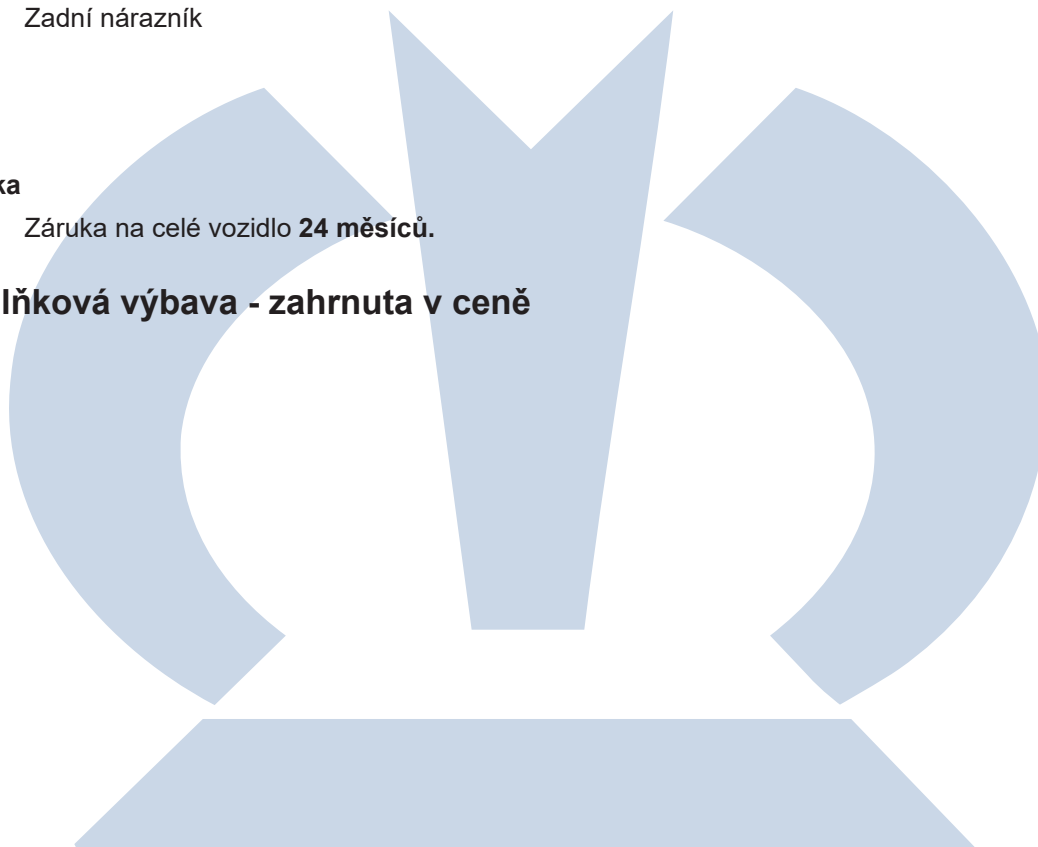 Zadní nárazník
ka
Záruka na celé vozidlo 24 měsíců.
lňková výbava - zahrnuta v ceně